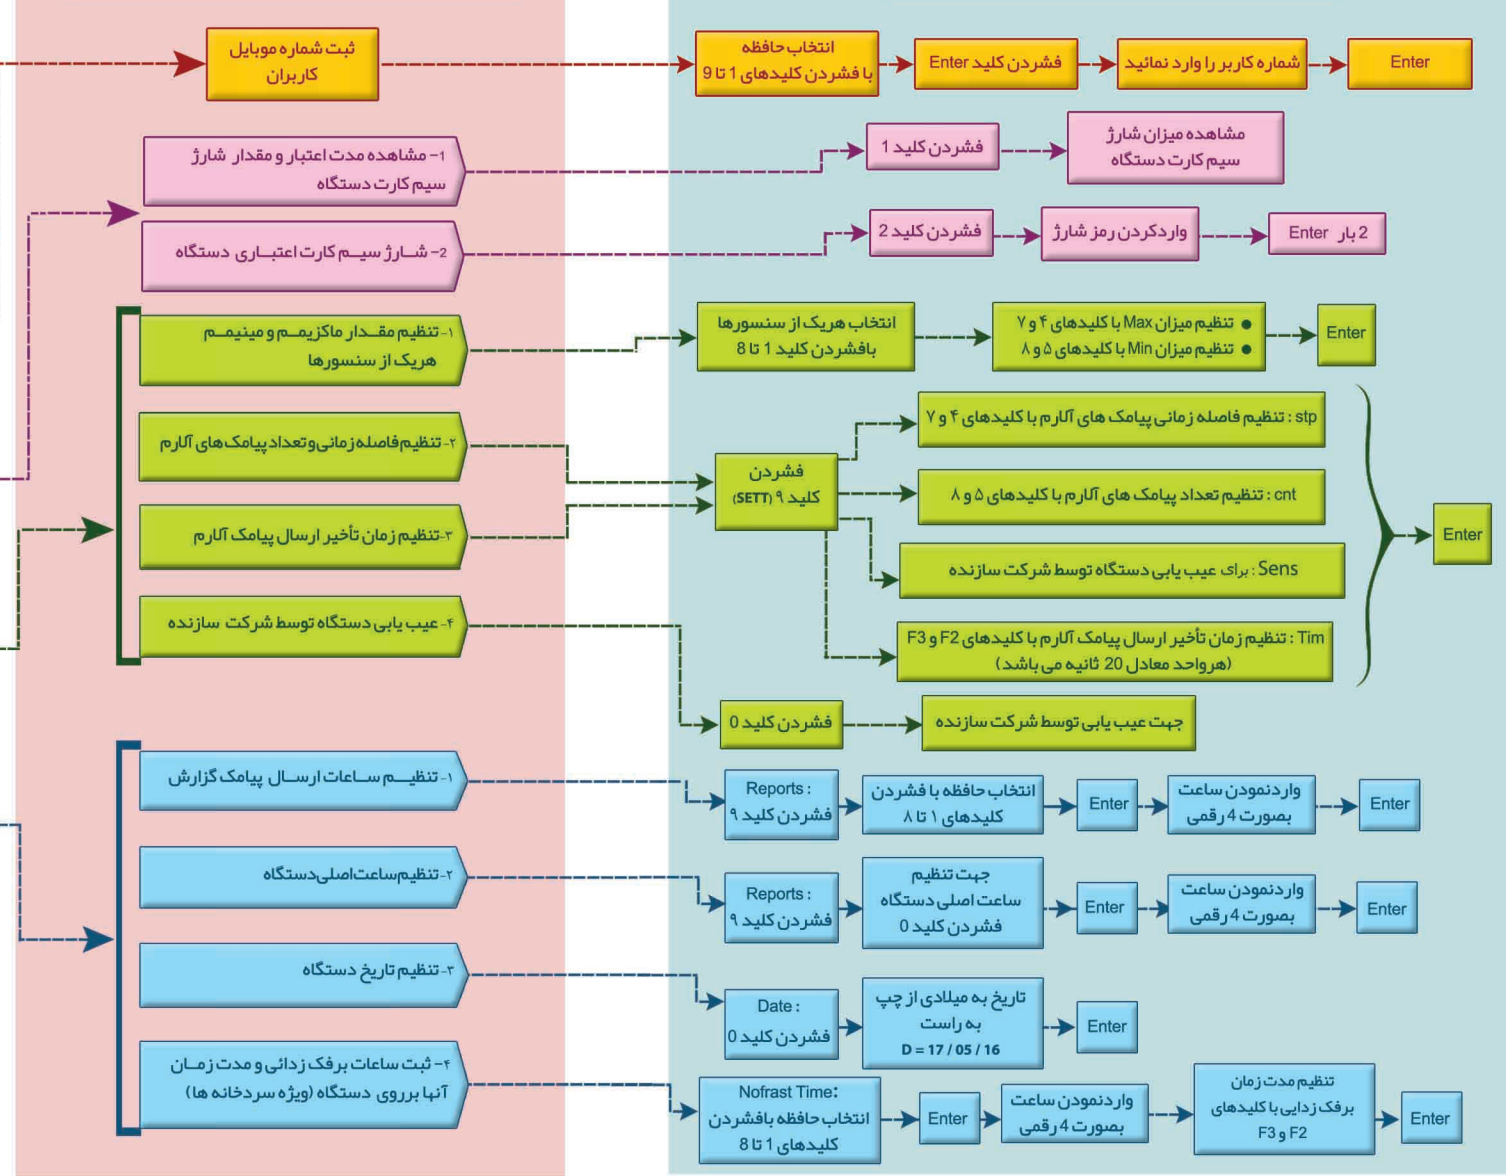 ثبت شماره موبایل
کاربران
انتخاب حافظه
با فشردن کلیدهای 1 تا 9
فشردن کلید Enter
شماره کاربر را وارد نمائید
Enter
1- مشاهده مدت اعتبار و مقدار شارژ
سیم کارت دستگاه
فشردن کلید 1
مشاهده میزان شارژ
سیم کارت دستگاه
2- شارژ سیم کارت اعتباری دستگاه
فشردن کلید 2
واردکردن رمز شارژ
2 بار Enter
۱- تنظیم مقدار ماکزیمم و مینیمم
هریک از سنسورها
انتخاب هریک از سنسورها
بافشردن کلید 1 تا 8
● تنظیم میزان Max با کلیدهای ۴ و ۷
● تنظیم میزان Min با کلیدهای ۵ و ۸
Enter
۲- تنظیم فاصله زمانی و تعداد پیامک های آلارم
۳- تنظیم زمان تأخیر ارسال پیامک آلارم
فشردن
کلید ۹ (SETT)
stp : تنظیم فاصله زمانی پیامک های آلارم با کلیدهای ۴ و ۷
cnt : تنظیم تعداد پیامک های آلارم با کلیدهای ۵ و ۸
Sens : برای عیب یابی دستگاه توسط شرکت سازنده
Tim : تنظیم زمان تأخیر ارسال پیامک آلارم با کلیدهای F2 و F3
(هرواحد معادل 20 ثانیه می باشد)
Enter
۴- عیب یابی دستگاه توسط شرکت سازنده
فشردن کلید 0
جهت عیب یابی توسط شرکت سازنده
۱- تنظیم ساعات ارسال پیامک گزارش
Reports :
فشردن کلید ۹
انتخاب حافظه با فشردن
کلیدهای ۱ تا ۸
Enter
واردنمودن ساعت
بصورت 4 رقمی
Enter
۲- تنظیم ساعت اصلی دستگاه
Reports :
فشردن کلید ۹
جهت تنظیم
ساعت اصلی دستگاه
فشردن کلید 0
Enter
واردنمودن ساعت
بصورت 4 رقمی
Enter
۳- تنظیم تاریخ دستگاه
Date :
فشردن کلید 0
تاریخ به میلادی از چپ
به راست
D = 17 / 05 / 16
Enter
۴- ثبت ساعات برفک زدائی و مدت زمان
آنها برروی دستگاه (ویژه سردخانه ها)
Nofrast Time:
انتخاب حافظه بافشردن
کلیدهای 1 تا 8
Enter
واردنمودن ساعت
بصورت 4 رقمی
تنظیم مدت زمان
برفک زدایی با کلیدهای
F2 و F3
Enter